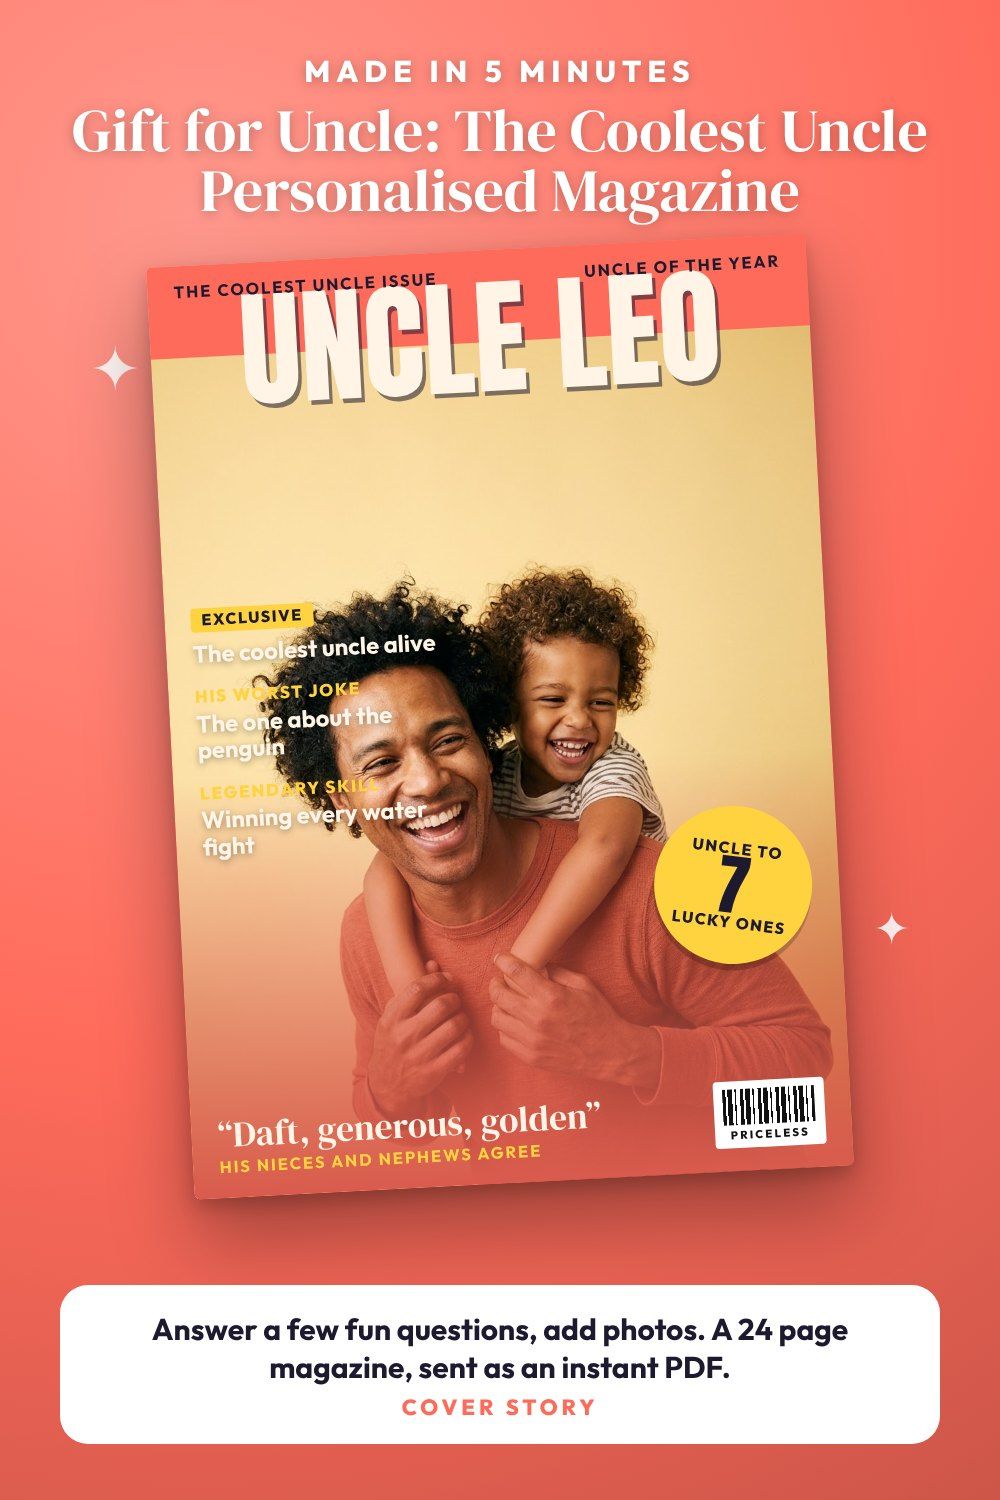 MADE IN 5 MINUTES
Gift for Uncle: The Coolest Uncle
Personalised Magazine
THE COOLEST UNCLE ISSUE
UNCLE OF THE YEAR
UNCLE LEO
EXCLUSIVE
The coolest uncle alive
HIS WORST JOKE
The one about the
penguin
LEGENDARY SKILL
Winning every water
fight
UNCLE TO
7
LUCKY ONES
“Daft, generous, golden”
HIS NIECES AND NEPHEWS AGREE
PRICELESS
Answer a few fun questions, add photos. A 24 page
magazine, sent as an instant PDF.
COVER STORY